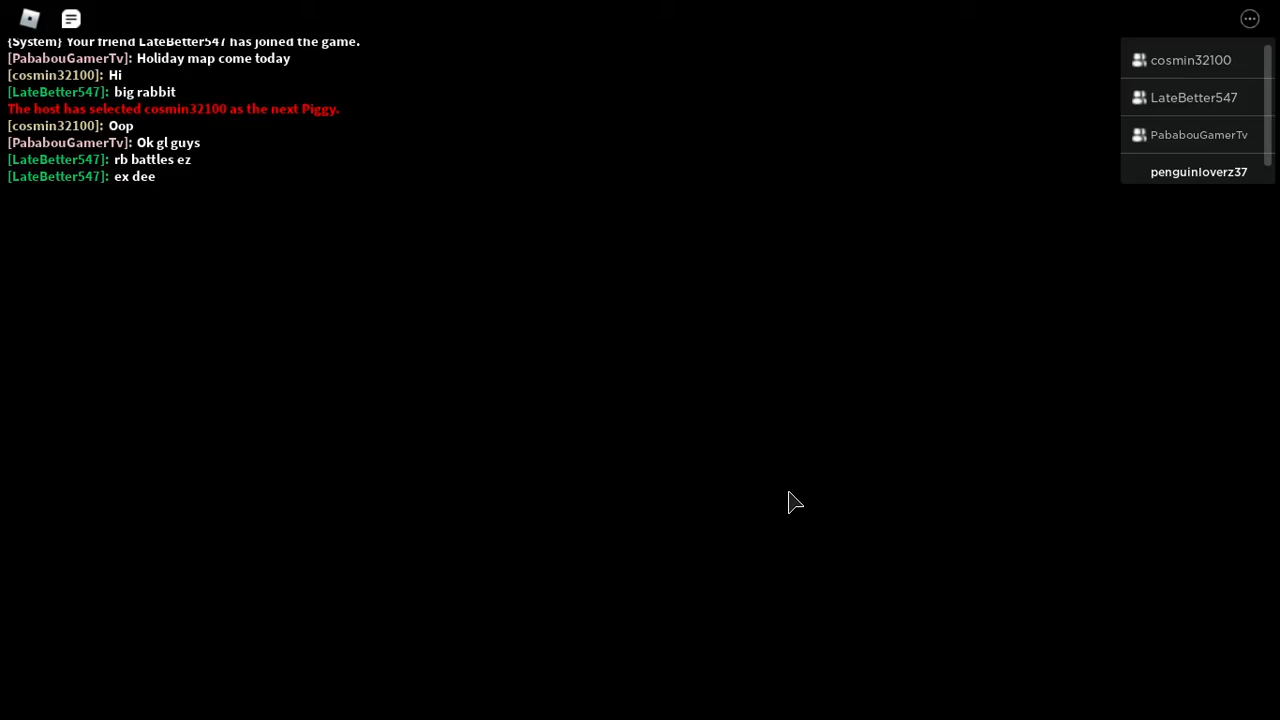 {System} Your friend LateBetter547 has joined the game.
[PababouGamerTv]: Holiday map come today
[cosmin32100]: Hi
[LateBetter547]: big rabbit
The host has selected cosmin32100 as the next Piggy.
[cosmin32100]: Oop
[PababouGamerTv]: Ok gl guys
[LateBetter547]: rb battles ez
[LateBetter547]: ex dee
cosmin32100
LateBetter547
PababouGamerTv
penguinloverz37